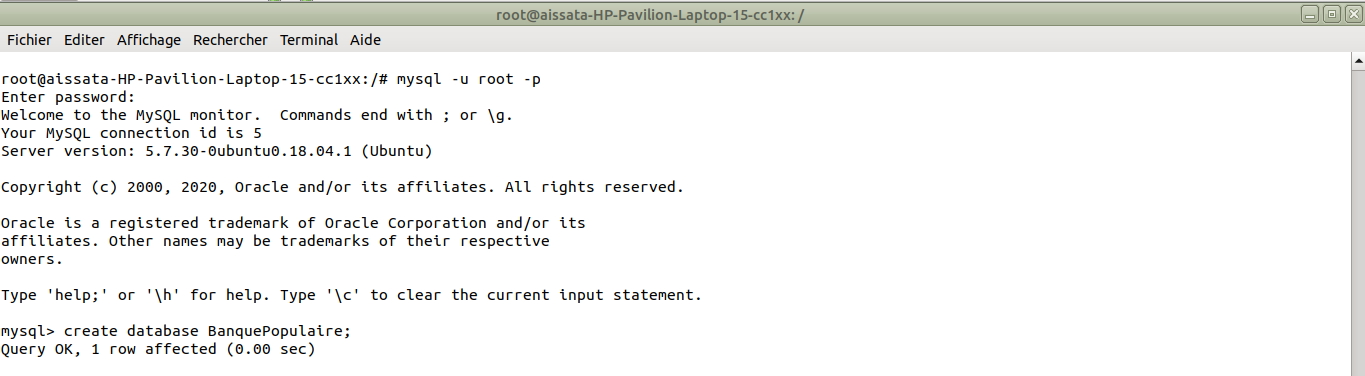 root@aissata-HP-Pavilion-Laptop-15-cc1xx: /
Fichier Editer Affichage Rechercher Terminal Aide
root@aissata-HP-Pavilion-Laptop-15-cc1xx:/# mysql -u root -p
Enter password:
Welcome to the MySQL monitor.  Commands end with ; or \g.
Your MySQL connection id is 5
Server version: 5.7.30-0ubuntu0.18.04.1 (Ubuntu)
Copyright (c) 2000, 2020, Oracle and/or its affiliates. All rights reserved.
Oracle is a registered trademark of Oracle Corporation and/or its
affiliates. Other names may be trademarks of their respective
owners.
Type 'help;' or '\h' for help. Type '\c' to clear the current input statement.
mysql> create database BanquePopulaire;
Query OK, 1 row affected (0.00 sec)